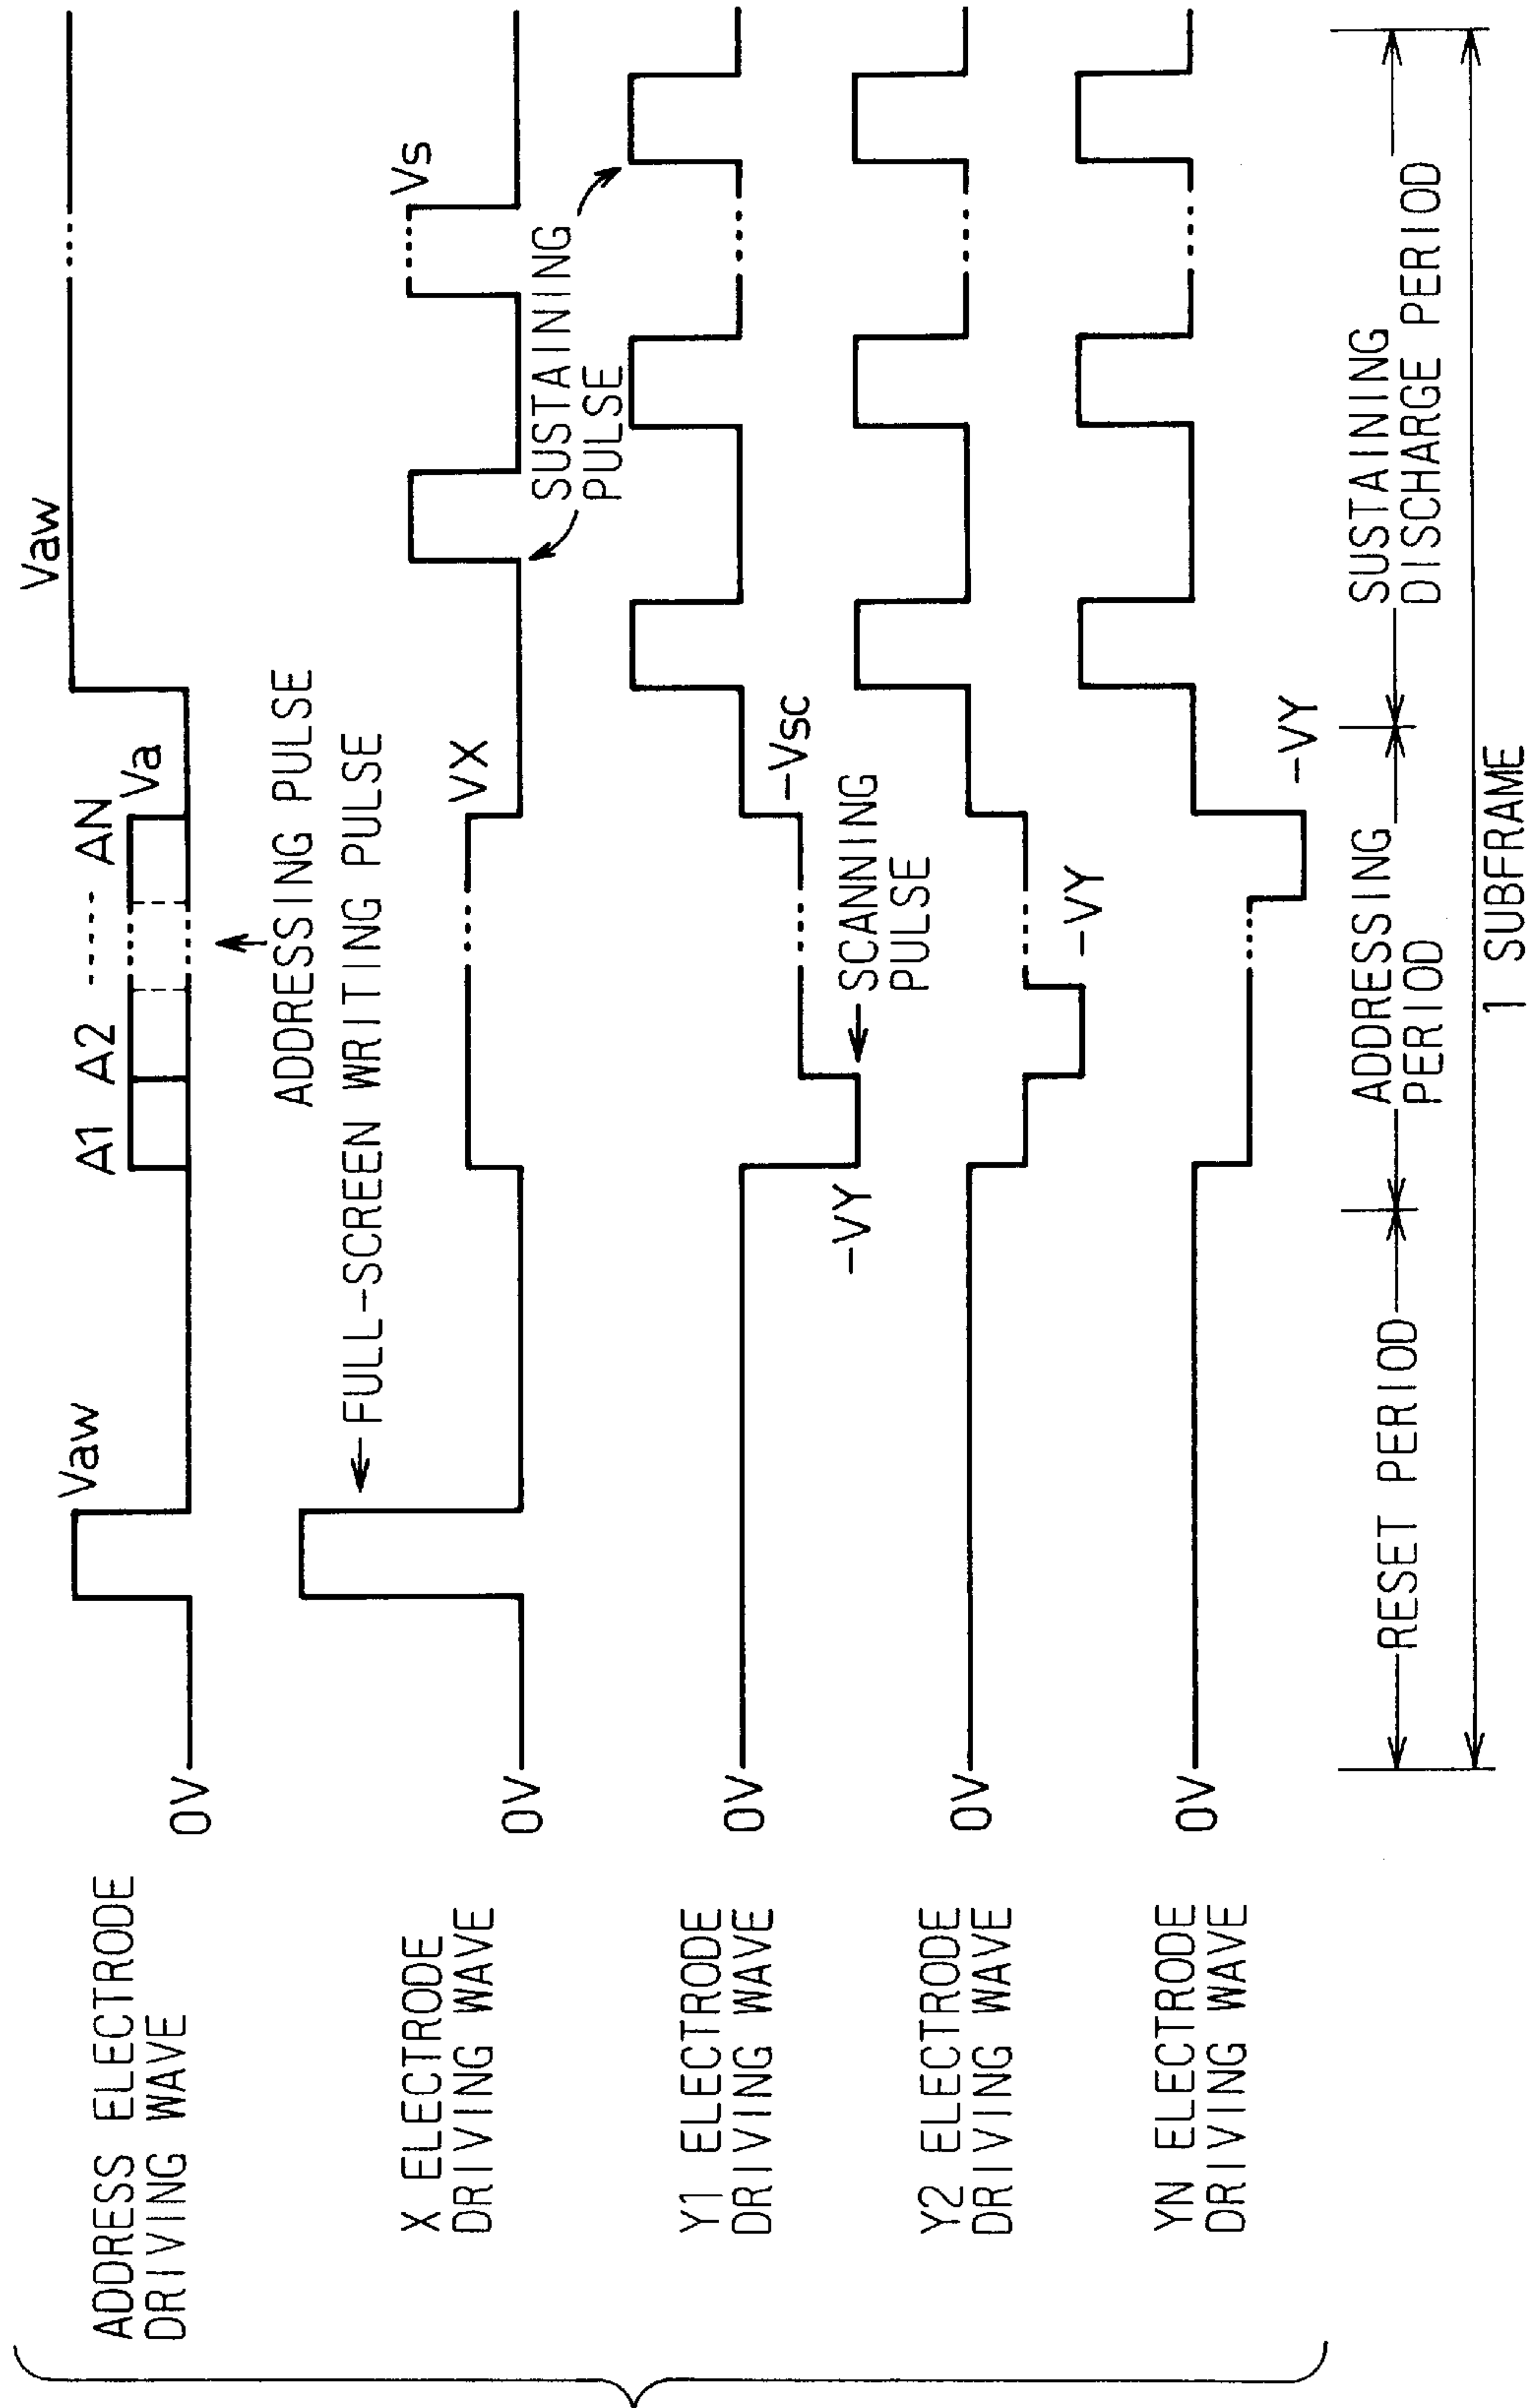 ADDRESS ELECTRODE
DRIVING WAVE
0V
Vaw
A1 A2 ------ AN
Va
Vaw
ADDRESSING PULSE
FULL-SCREEN WRITING PULSE
X ELECTRODE
DRIVING WAVE
0V
VX
Vs
SUSTAINING
PULSE
Y1 ELECTRODE
DRIVING WAVE
0V
-VY
-Vsc
SCANNING
PULSE
Y2 ELECTRODE
DRIVING WAVE
0V
-VY
YN ELECTRODE
DRIVING WAVE
0V
-VY
RESET PERIOD
ADDRESSING
PERIOD
SUSTAINING
DISCHARGE PERIOD
1 SUBFRAME